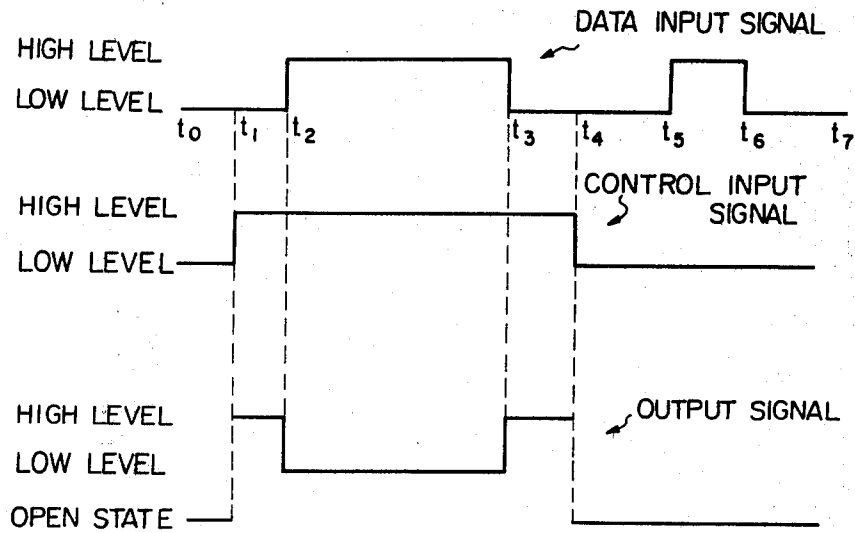 DATA INPUT SIGNAL
HIGH LEVEL
LOW LEVEL
t0 t1 t2 t3 t4 t5 t6 t7
CONTROL INPUT
SIGNAL
HIGH LEVEL
LOW LEVEL
HIGH LEVEL
OUTPUT SIGNAL
LOW LEVEL
OPEN STATE